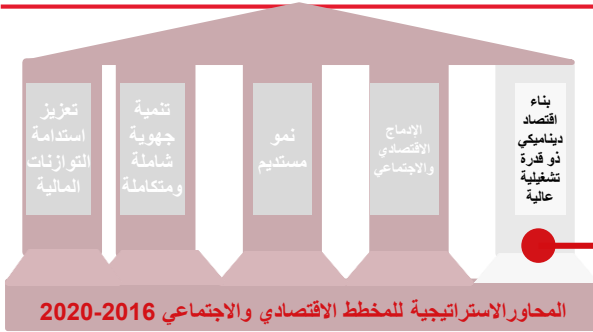 بناء
اقتصاد
ديناميكي
ذو قدرة
تشغيلية
عالية
الإدماج
الاقتصادي
والاجتماعي
نمو
مستديم
تنمية
جهوية
شاملة
ومتكاملة
تعزيز
استدامة
التوازنات
المالية
المحاورالاستراتيجية للمخطط الاقتصادي والاجتماعي 2016-2020